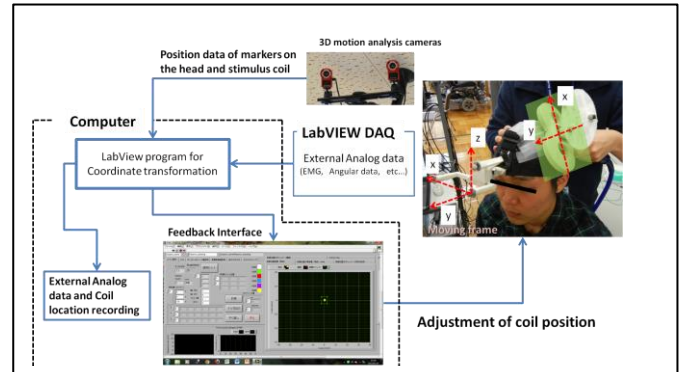 3D motion analysis cameras
Position data of markers on
the head and stimulus coil
Computer
LabVIEW DAQ
External Analog data
(EMG, Angular data, etc...)
LabView program for
Coordinate transformation
x
y
z
x
y
Moving frame
Feedback Interface
External Analog
data and Coil
location recording
Adjustment of coil position